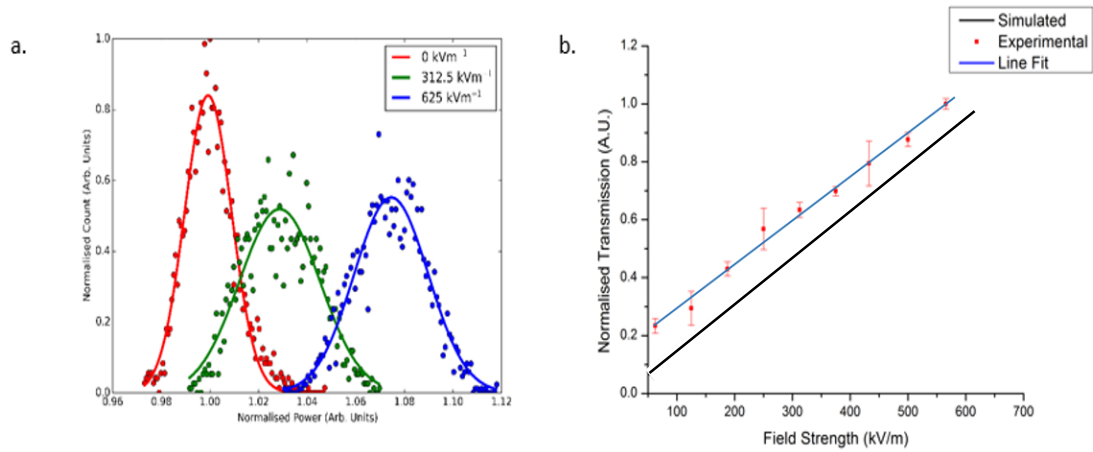 a.
Normalised Count (Arb. Units)
1.0
0.8
0.6
0.4
0.2
0.0
0 kVm⁻¹
312.5 kVm⁻¹
625 kVm⁻¹
0.96 0.98 1.00 1.02 1.04 1.06 1.08 1.10 1.12
Normalised Power (Arb. Units)
b.
Simulated
Experimental
Line Fit
Normalised Transmission (A.U.)
1.2
1.0
0.8
0.6
0.4
0.2
0.0
100 200 300 400 500 600 700
Field Strength (kV/m)